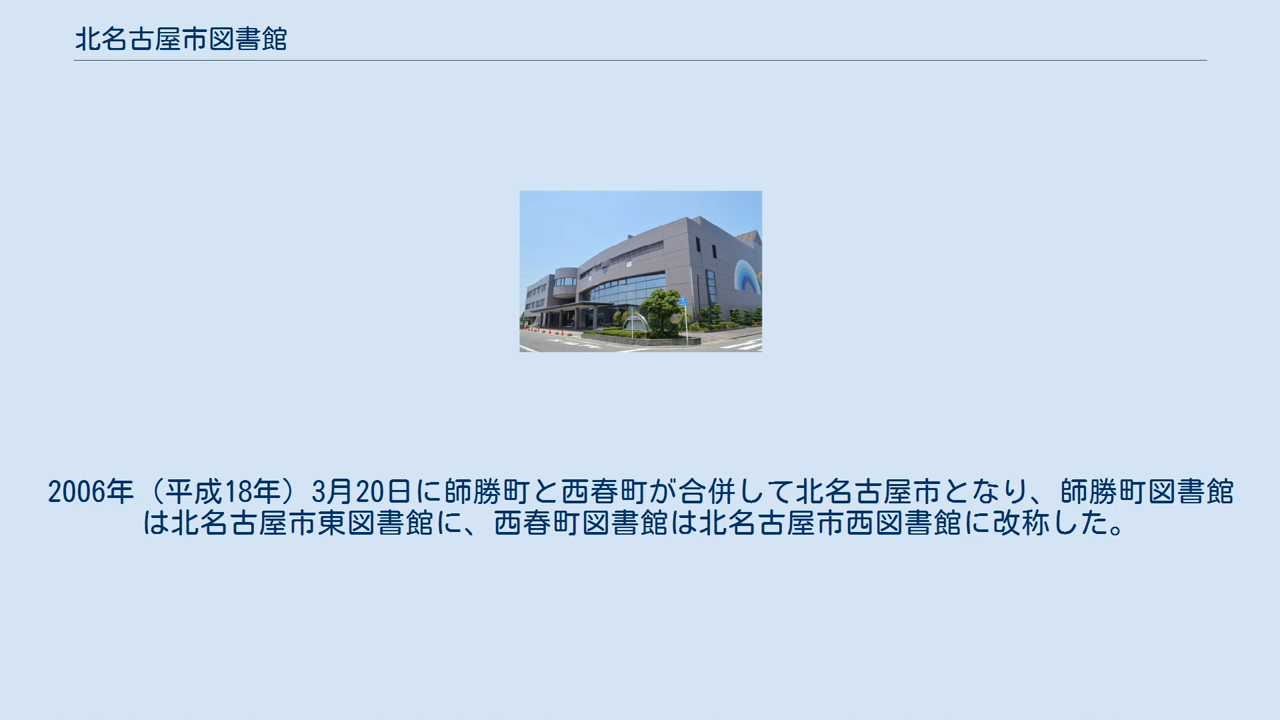 北名古屋市図書館
2006年（平成18年）3月20日に師勝町と西春町が合併して北名古屋市となり、師勝町図書館
は北名古屋市東図書館に、西春町図書館は北名古屋市西図書館に改称した。